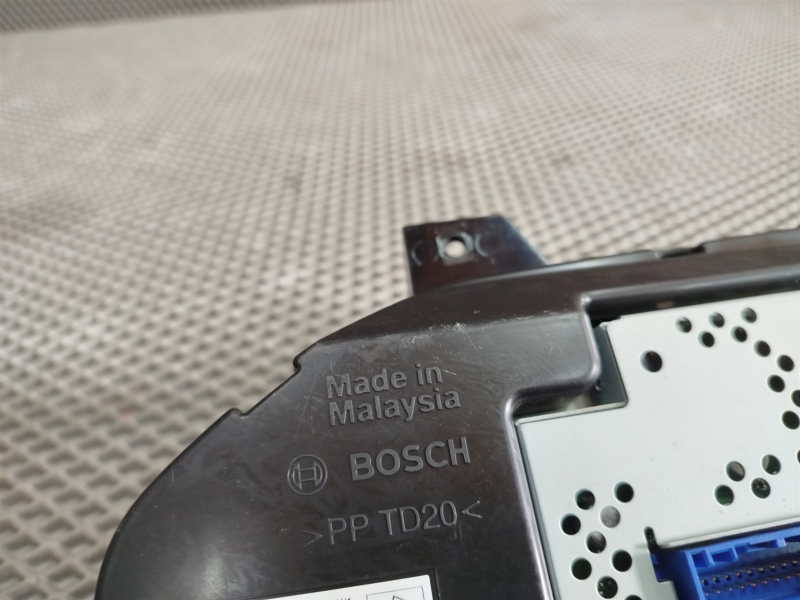 Made in
Malaysia
BOSCH
>PP TD20<